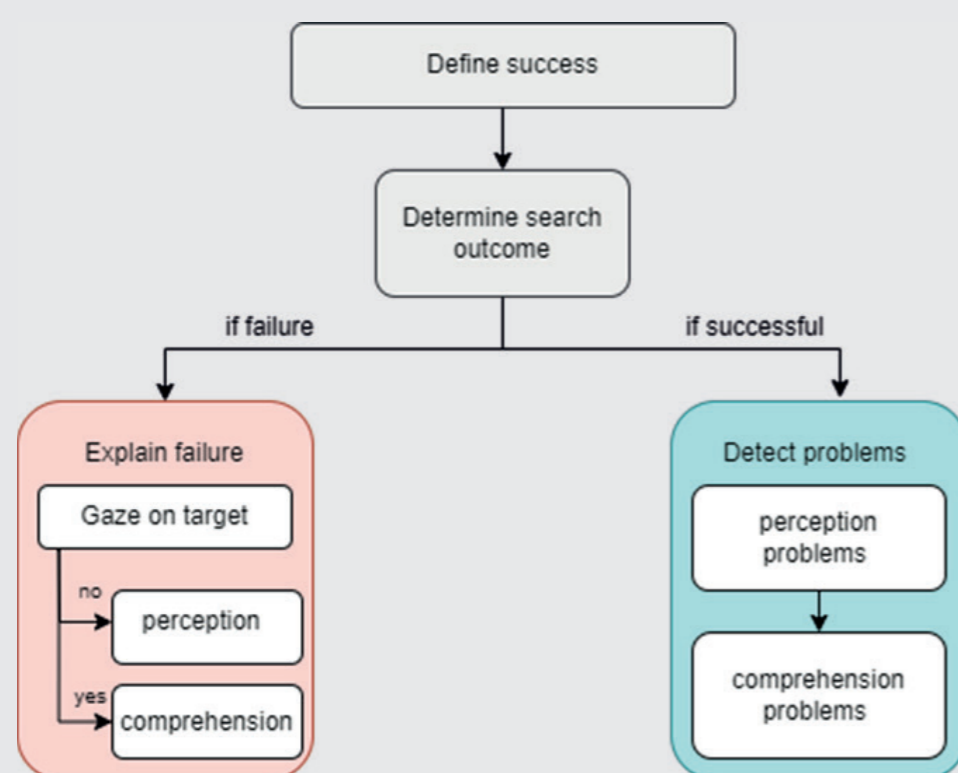 Define success
Determine search
outcome
if failure
if successful
Explain failure
Gaze on target
no
perception
yes
comprehension
Detect problems
perception
problems
comprehension
problems